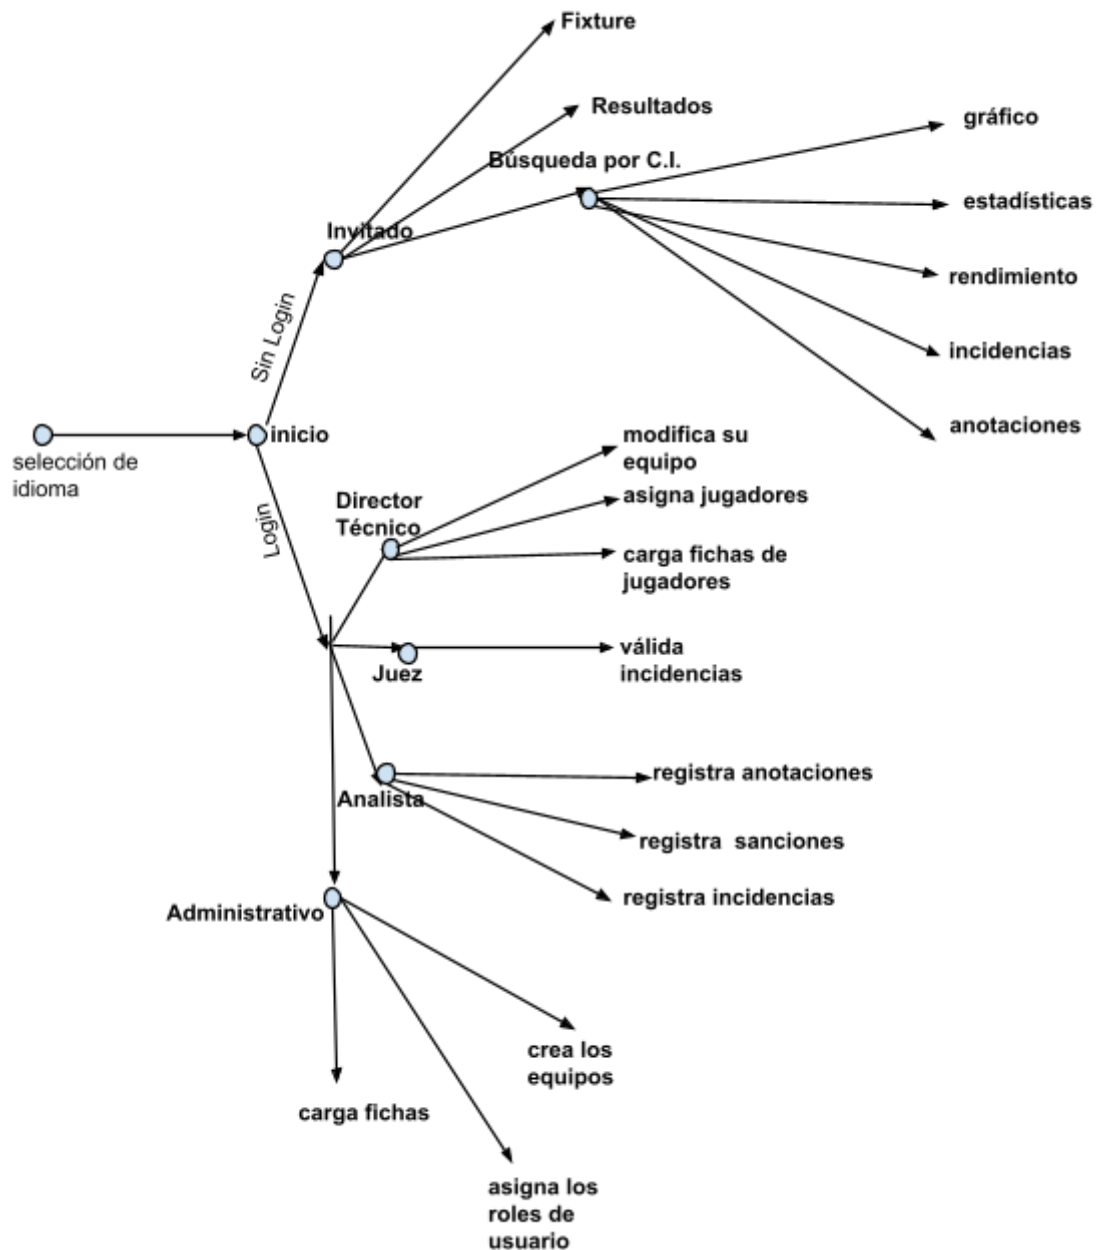 Fixture
Resultados
gráfico
Búsqueda por C.I.
estadísticas
Invitado
rendimiento
Sin Login
incidencias
anotaciones
inicio
selección de
idioma
modifica su
equipo
Director
Técnico
asigna jugadores
Login
carga fichas de
jugadores
válida
incidencias
Juez
registra anotaciones
Analista
registra sanciones
registra incidencias
Administrativo
crea los
equipos
carga fichas
asigna los
roles de
usuario